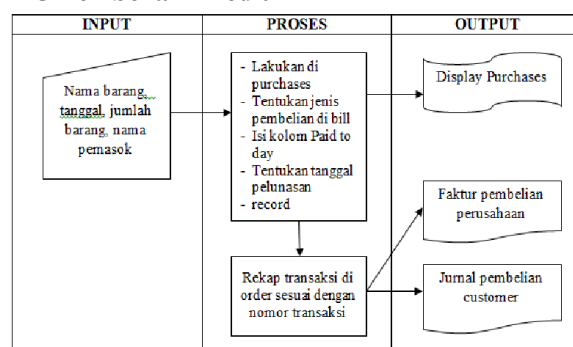 INPUT
PROSES
OUTPUT
Nama barang,
tanggal, jumlah
barang, nama
pemasok
- Lakukan di
purchases
- Tentukan jenis
pembelian di bill
- Isi kolom Paid to
day
- Tentukan tanggal
pelunasan
- record
Display Purchases
Rekap transaksi di
order sesuai dengan
nomor transaksi
Faktur pembelian
perusahaan
Jurnal pembelian
customer